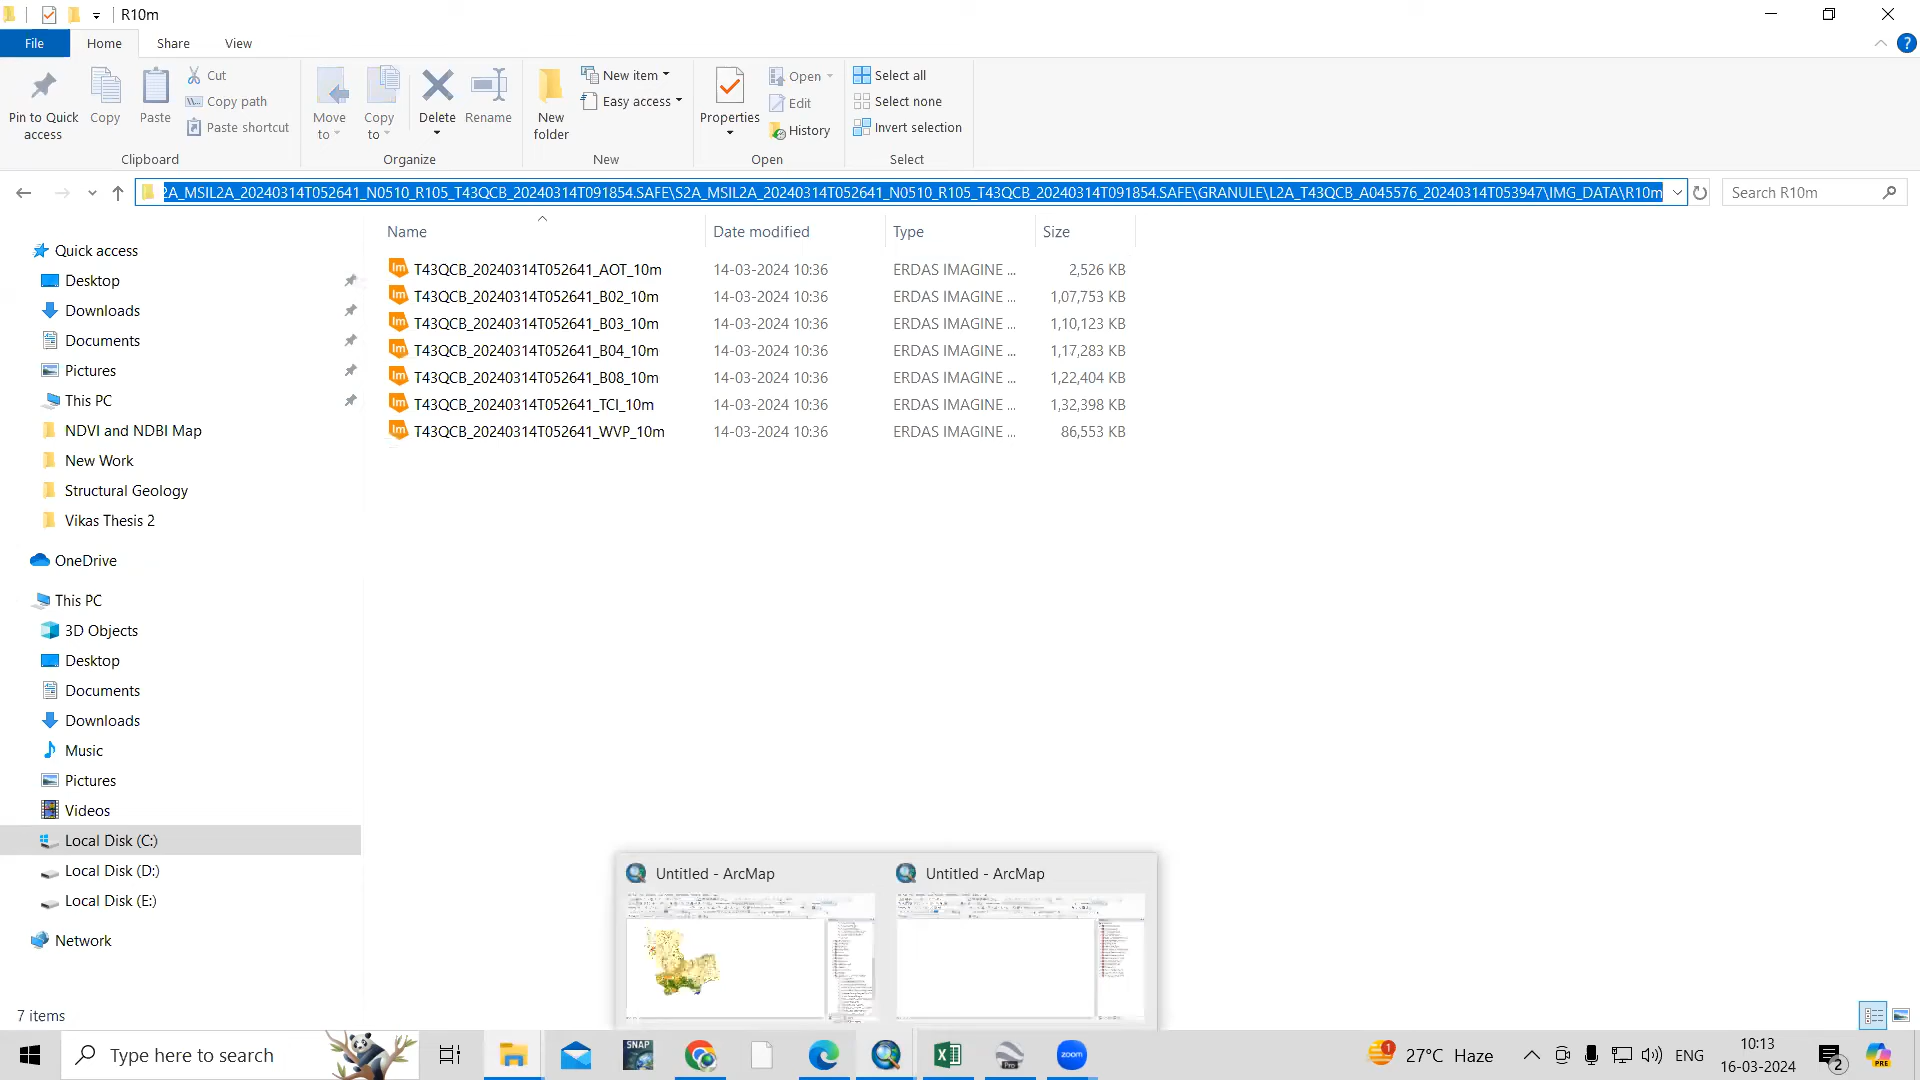 R10m
File
Home
Share
View
Pin to Quick access
Copy
Paste
Cut
Copy path
Paste shortcut
Clipboard
Move to
Copy to
Delete
Rename
Organize
New folder
New item
Easy access
New
Properties
Open
Edit
History
Open
Select all
Select none
Invert selection
Select
2A_MSIL2A_20240314T052641_N0510_R105_T43QCB_20240314T091854.SAFE\S2A_MSIL2A_20240314T052641_N0510_R105_T43QCB_20240314T091854.SAFE\GRANULE\L2A_T43QCB_A045576_20240314T053947\IMG_DATA\R10m
Search R10m
Name Date modified Type Size
T43QCB_20240314T052641_AOT_10m 14-03-2024 10:36 ERDAS IMAGINE ... 2,526 KB
T43QCB_20240314T052641_B02_10m 14-03-2024 10:36 ERDAS IMAGINE ... 1,07,753 KB
T43QCB_20240314T052641_B03_10m 14-03-2024 10:36 ERDAS IMAGINE ... 1,10,123 KB
T43QCB_20240314T052641_B04_10m 14-03-2024 10:36 ERDAS IMAGINE ... 1,17,283 KB
T43QCB_20240314T052641_B08_10m 14-03-2024 10:36 ERDAS IMAGINE ... 1,22,404 KB
T43QCB_20240314T052641_TCI_10m 14-03-2024 10:36 ERDAS IMAGINE ... 1,32,398 KB
T43QCB_20240314T052641_WVP_10m 14-03-2024 10:36 ERDAS IMAGINE ... 86,553 KB
Quick access
Desktop
Downloads
Documents
Pictures
This PC
NDVI and NDBI Map
New Work
Structural Geology
Vikas Thesis 2
OneDrive
This PC
3D Objects
Desktop
Documents
Downloads
Music
Pictures
Videos
Local Disk (C:)
Local Disk (D:)
Local Disk (E:)
Network
7 items
Untitled - ArcMap
Untitled - ArcMap
Type here to search
SNAP
Pro
zoom
1
27°C Haze
ENG
10:13
16-03-2024
2
PRE